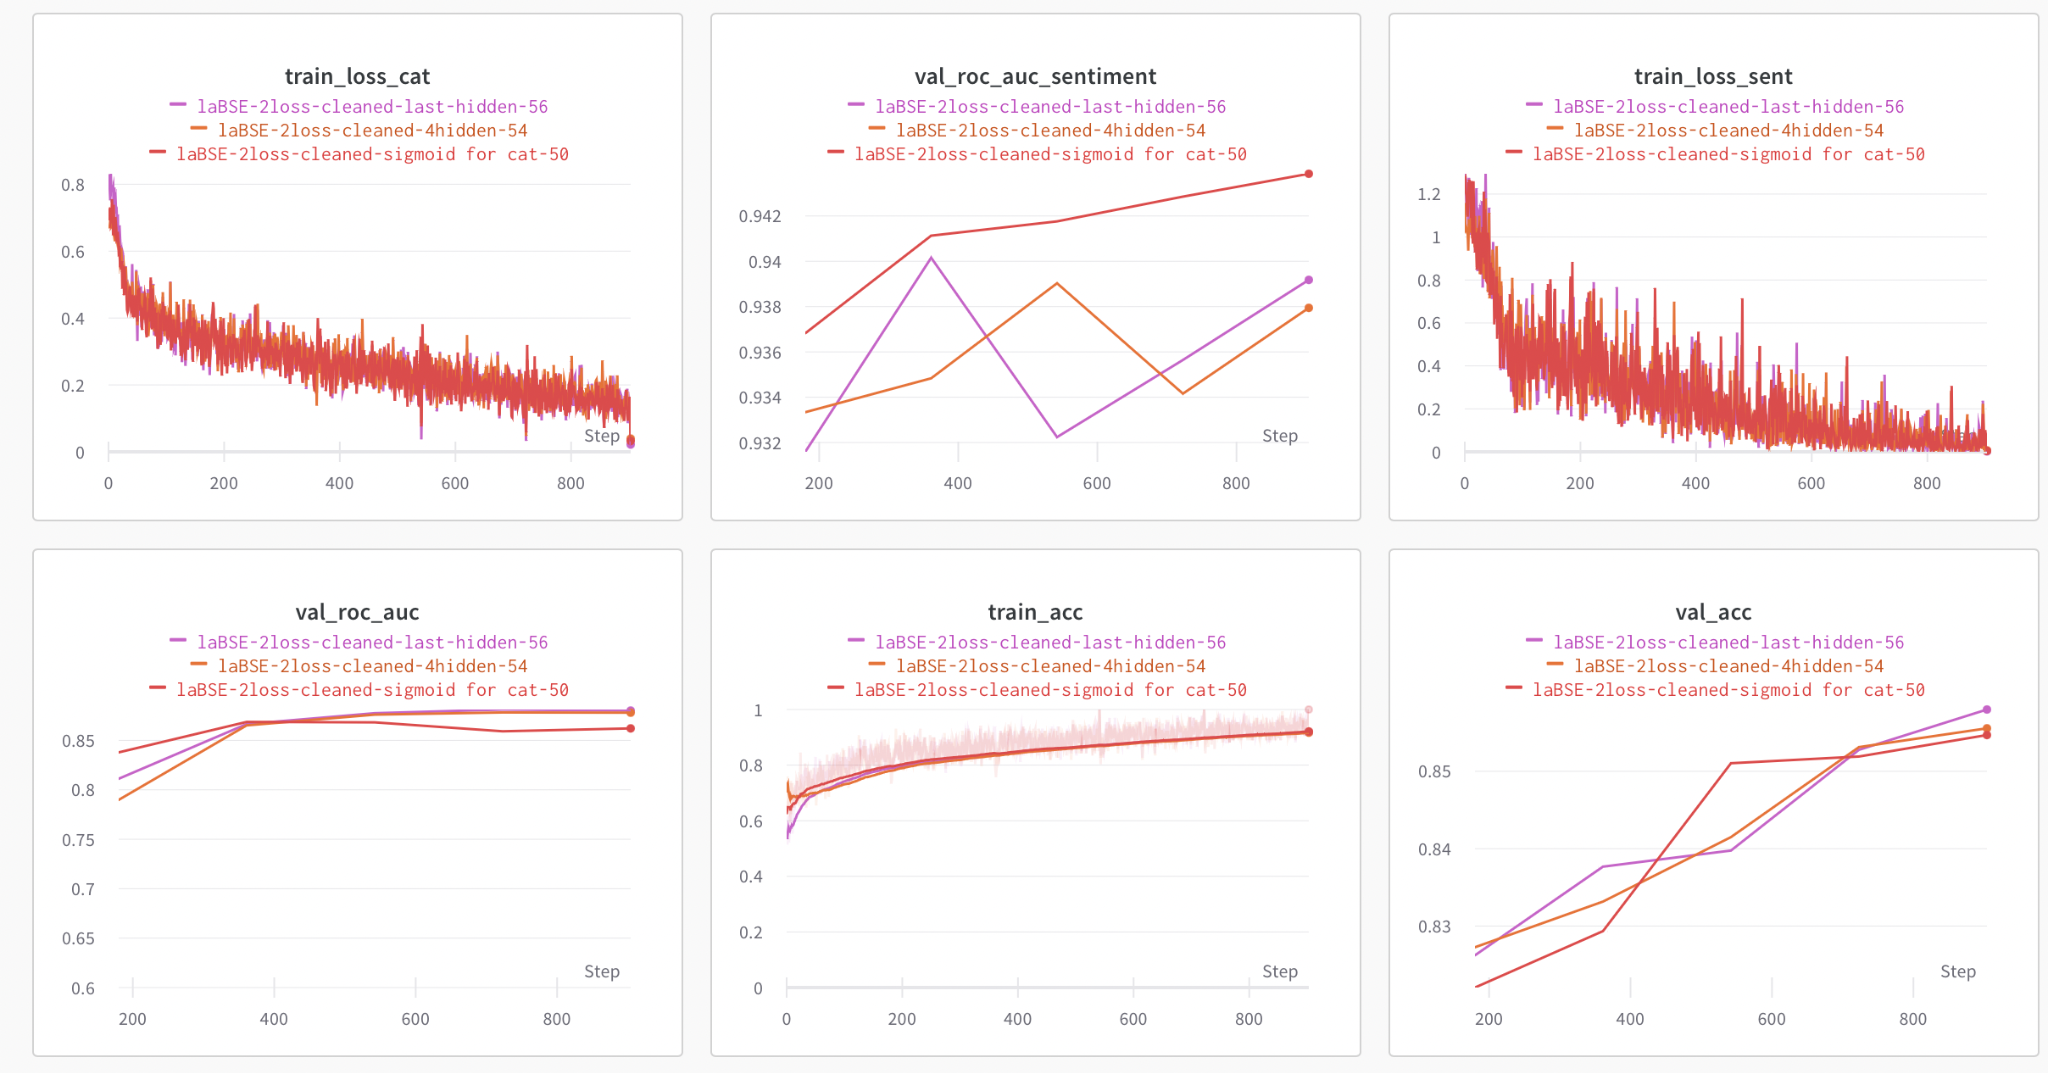 train_loss_cat
laBSE-2loss-cleaned-last-hidden-56
laBSE-2loss-cleaned-4hidden-54
laBSE-2loss-cleaned-sigmoid for cat-50
0.8
0.6
0.4
0.2
0
Step
0 200 400 600 800
val_roc_auc_sentiment
laBSE-2loss-cleaned-last-hidden-56
laBSE-2loss-cleaned-4hidden-54
laBSE-2loss-cleaned-sigmoid for cat-50
0.942
0.94
0.938
0.936
0.934
0.932
Step
200 400 600 800
train_loss_sent
laBSE-2loss-cleaned-last-hidden-56
laBSE-2loss-cleaned-4hidden-54
laBSE-2loss-cleaned-sigmoid for cat-50
1.2
1
0.8
0.6
0.4
0.2
0
Step
0 200 400 600 800
val_roc_auc
laBSE-2loss-cleaned-last-hidden-56
laBSE-2loss-cleaned-4hidden-54
laBSE-2loss-cleaned-sigmoid for cat-50
0.85
0.8
0.75
0.7
0.65
0.6
Step
200 400 600 800
train_acc
laBSE-2loss-cleaned-last-hidden-56
laBSE-2loss-cleaned-4hidden-54
laBSE-2loss-cleaned-sigmoid for cat-50
1
0.8
0.6
0.4
0.2
0
Step
0 200 400 600 800
val_acc
laBSE-2loss-cleaned-last-hidden-56
laBSE-2loss-cleaned-4hidden-54
laBSE-2loss-cleaned-sigmoid for cat-50
0.85
0.84
0.83
Step
200 400 600 800